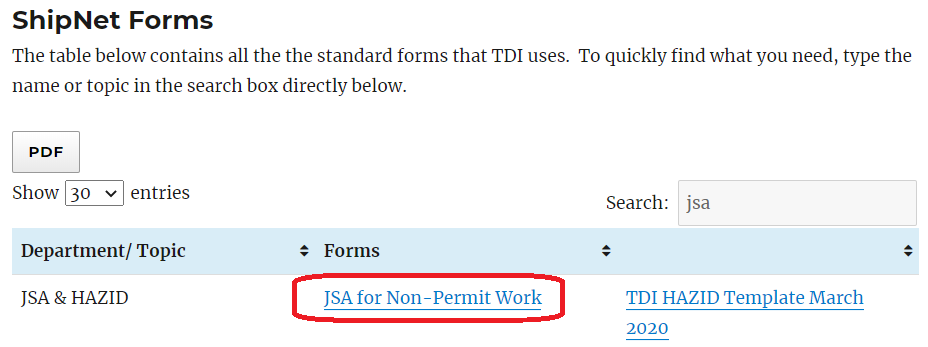 ShipNet Forms
The table below contains all the the standard forms that TDI uses.  To quickly find what you need, type the
name or topic in the search box directly below.
PDF
Show 30 entries
Search: jsa
Department/ Topic Forms
JSA & HAZID JSA for Non-Permit Work TDI HAZID Template March
2020